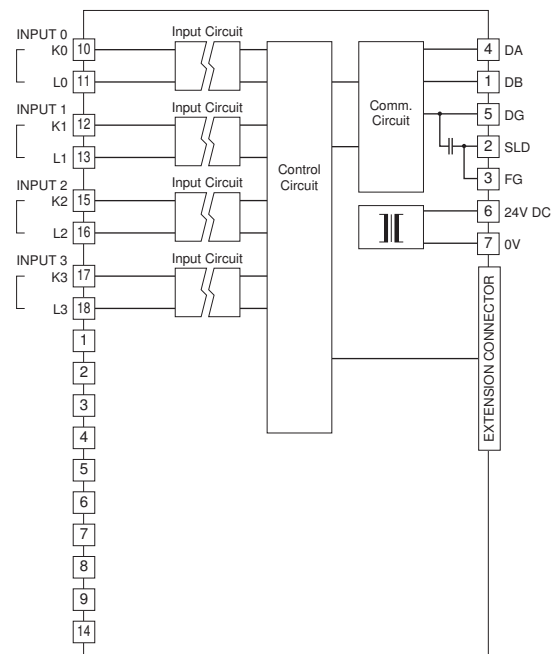 INPUT 0
K0 10
L0 11
Input Circuit
INPUT 1
K1 12
L1 13
Input Circuit
INPUT 2
K2 15
L2 16
Input Circuit
INPUT 3
K3 17
L3 18
Input Circuit
1
2
3
4
5
6
7
8
9
14
Control
Circuit
Comm.
Circuit
4 DA
1 DB
5 DG
2 SLD
3 FG
6 24V DC
7 0V
EXTENSION CONNECTOR